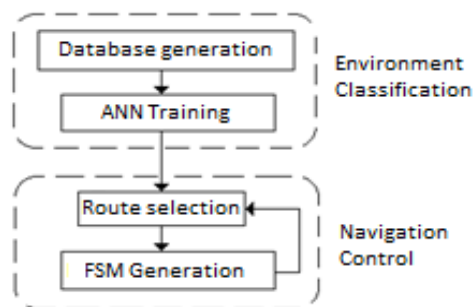 Database generation
Environment
Classification
ANN Training
Route selection
Navigation
Control
FSM Generation